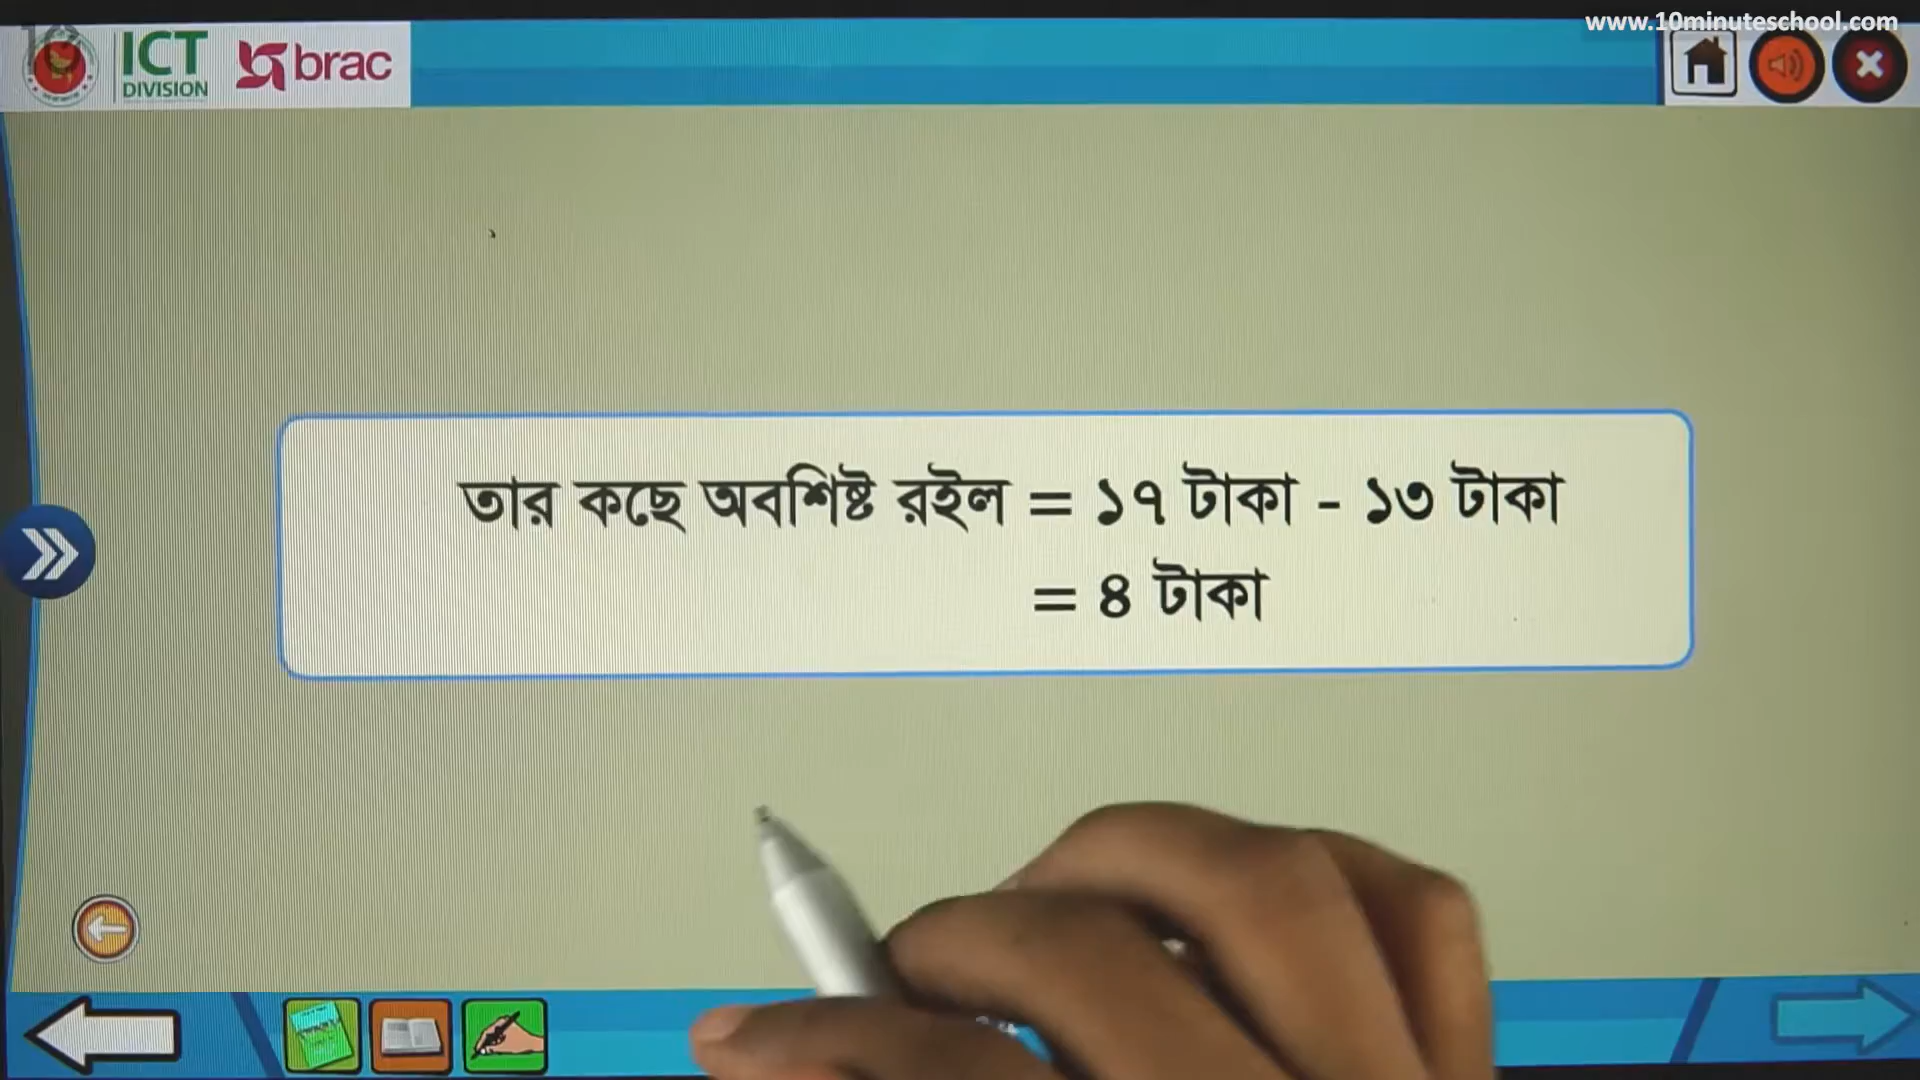 www.10minuteschool.com
ICT
DIVISION
brac
তার কছে অবশিষ্ট রইল = ১৭ টাকা - ১৩ টাকা
= ৪ টাকা